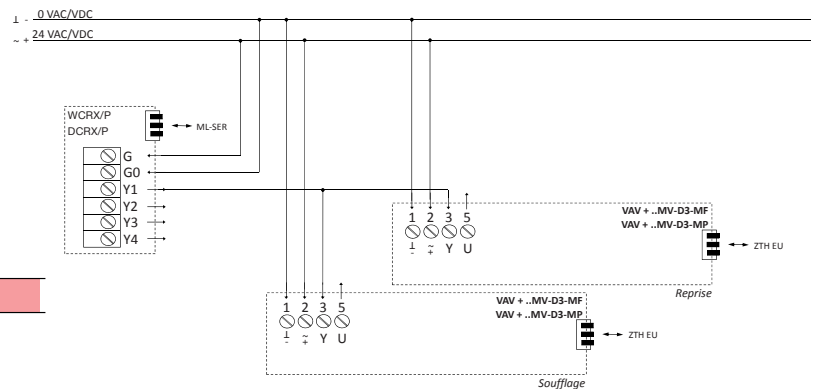 ⊥ - 0 VAC/VDC
~ + 24 VAC/VDC
WCRX/P
DCRX/P
ML-SER
G
G0
Y1
Y2
Y3
Y4
1 2 3 5
⊥ ~ Y U
- +
VAV + ..MV-D3-MF
VAV + ..MV-D3-MP
ZTH EU
Reprise
1 2 3 5
⊥ ~ Y U
- +
VAV + ..MV-D3-MF
VAV + ..MV-D3-MP
ZTH EU
Soufflage